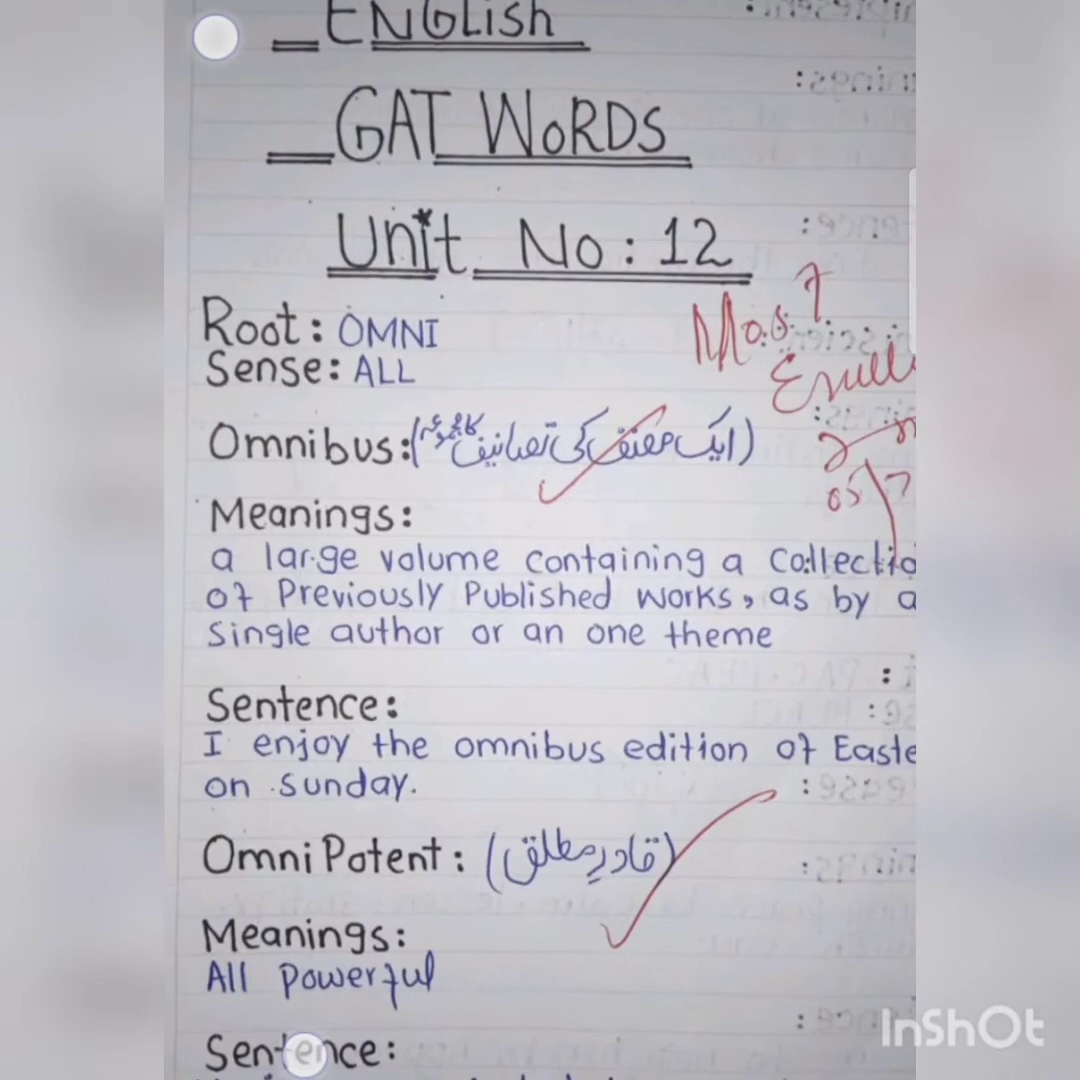 English
GAT WORDS
Unit No: 12
Root: OMNI
Most
Sense: ALL
Omnibus: (ایک مصنف کی تصانیف کا مجموعہ)
Meanings:
a large volume containing a Collectio
of Previously Published works, as by a
Single author or an one theme
Sentence:
I enjoy the omnibus edition of Easte
on sunday.
OmniPotent: (قادرِ مطلق)
Meanings:
All powerful
Sentence:
InShOt